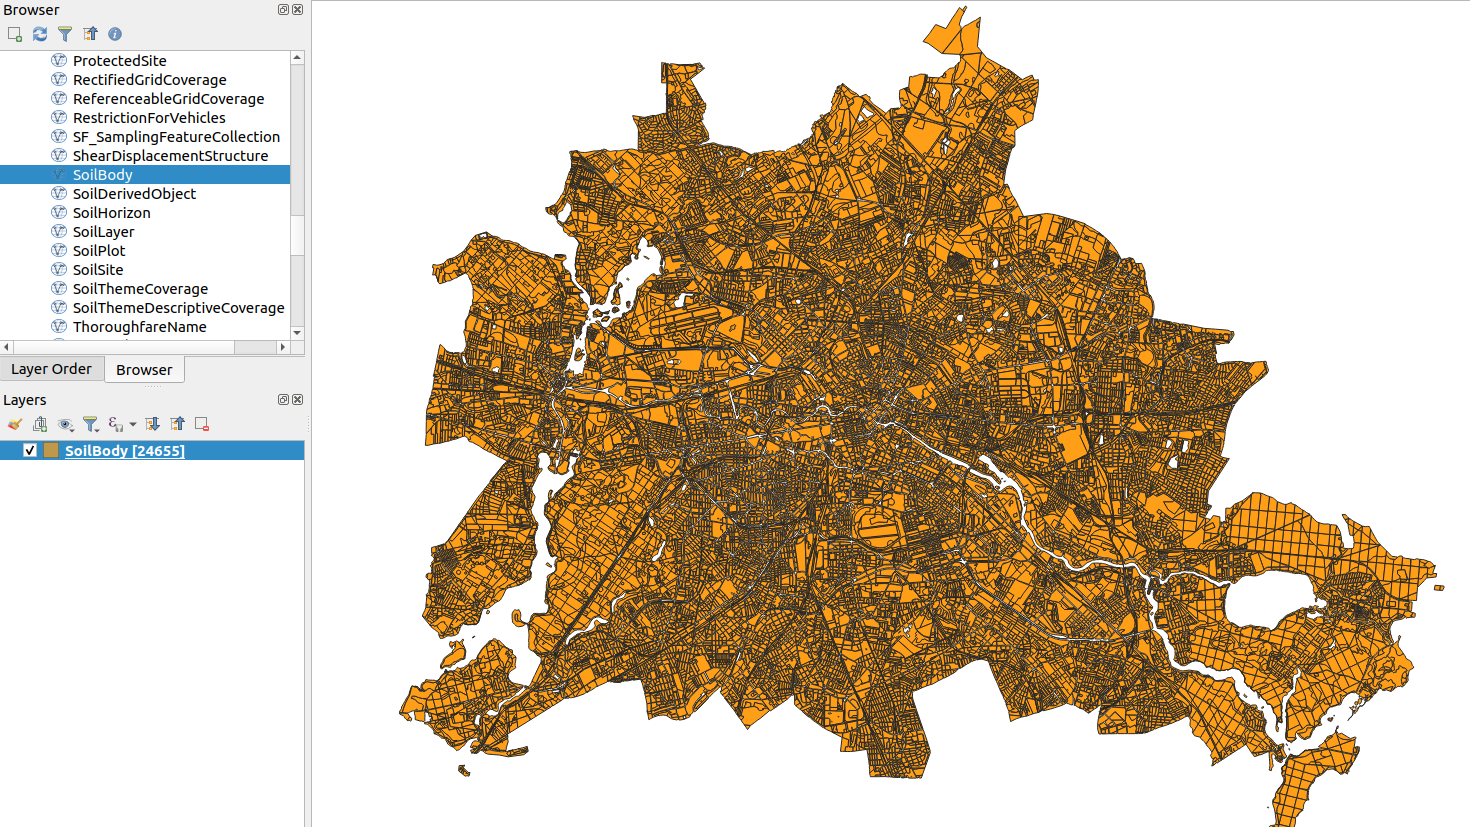 Browser
ProtectedSite
RectifiedGridCoverage
ReferenceableGridCoverage
RestrictionForVehicles
SF_SamplingFeatureCollection
ShearDisplacementStructure
SoilBody
SoilDerivedObject
SoilHorizon
SoilLayer
SoilPlot
SoilSite
SoilThemeCoverage
SoilThemeDescriptiveCoverage
ThoroughfareName
Layer Order
Browser
Layers
SoilBody [24655]